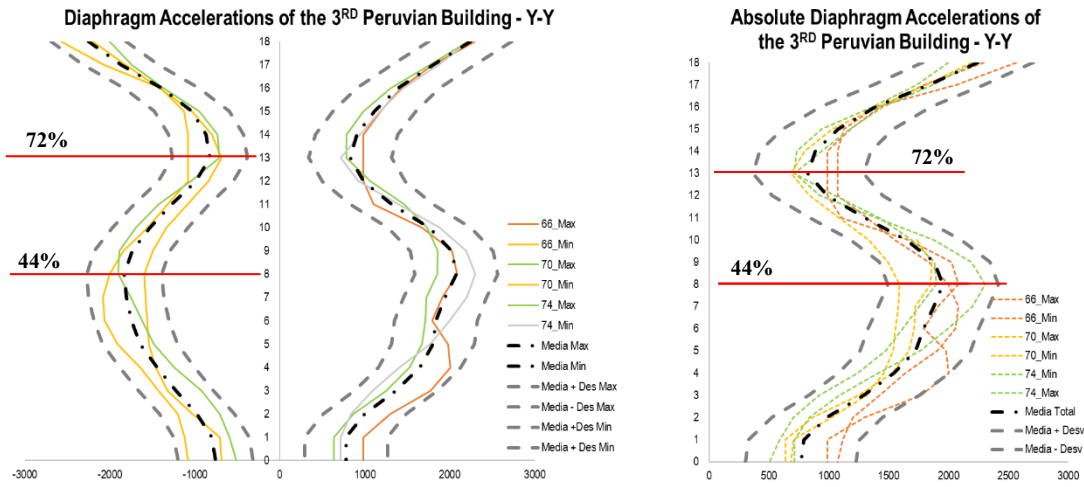 Diaphragm Accelerations of the 3RD Peruvian Building - Y-Y
18
17
16
15
14
13
12
11
10
9
8
7
6
5
4
3
2
1
0
72%
44%
-3000
-2000
-1000
0
1000
2000
3000
66_Max
66_Min
70_Max
70_Min
74_Max
74_Min
Media Max
Media Min
Media + Des Max
Media - Des Max
Media +Des Min
Media + Des Min
Absolute Diaphragm Accelerations of
the 3RD Peruvian Building - Y-Y
18
17
16
15
14
13
12
11
10
9
8
7
6
5
4
3
2
1
0
72%
44%
0
500
1000
1500
2000
2500
3000
66_Max
66_Min
70_Max
70_Min
74_Min
74_Max
Media Total
Media + Desv
Media - Desv